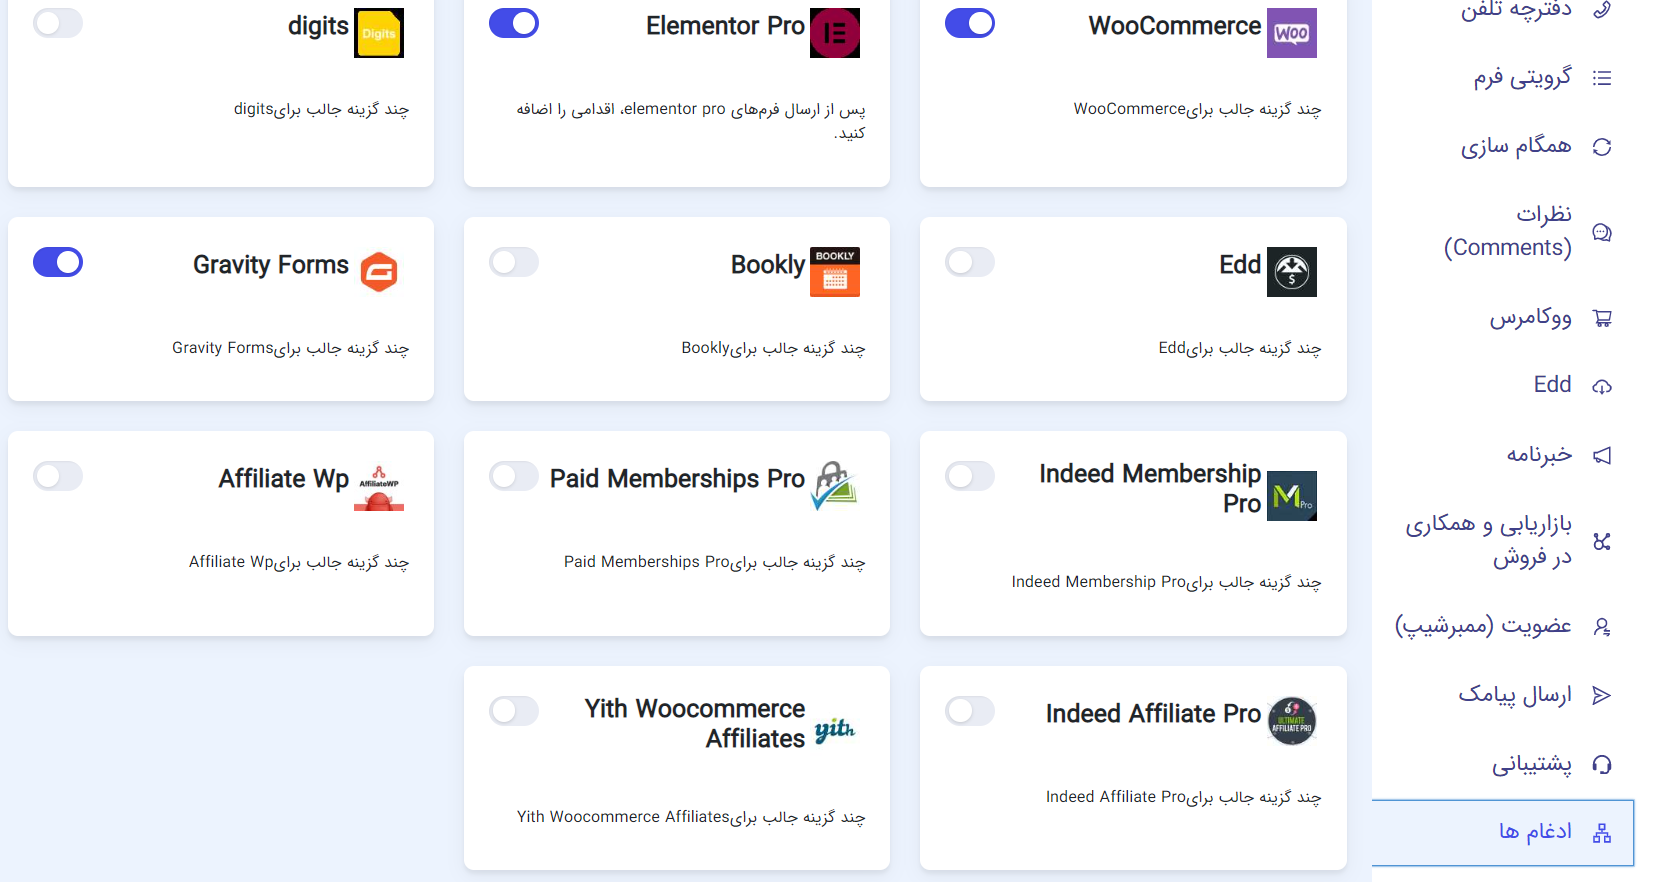 دفترچه تلفن
گرویتی فرم
همگام سازی
نظرات
(Comments)
ووکامرس
Edd
خبرنامه
بازاریابی و همکاری
در فروش
عضویت (ممبرشیپ)
ارسال پیامک
پشتیبانی
ادغام ها
WooCommerce
WOO
چند گزینه جالب برایWooCommerce
Elementor Pro
پس از ارسال فرم‌های elementor pro، اقدامی را اضافه
کنید.
digits
Digits
چند گزینه جالب برایdigits
Edd
چند گزینه جالب برایEdd
Bookly
BOOKLY
چند گزینه جالب برایBookly
Gravity Forms
چند گزینه جالب برایGravity Forms
Indeed Membership
Pro
M Pro
چند گزینه جالب برایIndeed Membership Pro
Paid Memberships Pro
چند گزینه جالب برایPaid Memberships Pro
Affiliate Wp
AffiliateWP
چند گزینه جالب برایAffiliate Wp
Indeed Affiliate Pro
ULTIMATE
AFFILIATE PRO
چند گزینه جالب برایIndeed Affiliate Pro
Yith Woocommerce
Affiliates
yith
چند گزینه جالب برایYith Woocommerce Affiliates